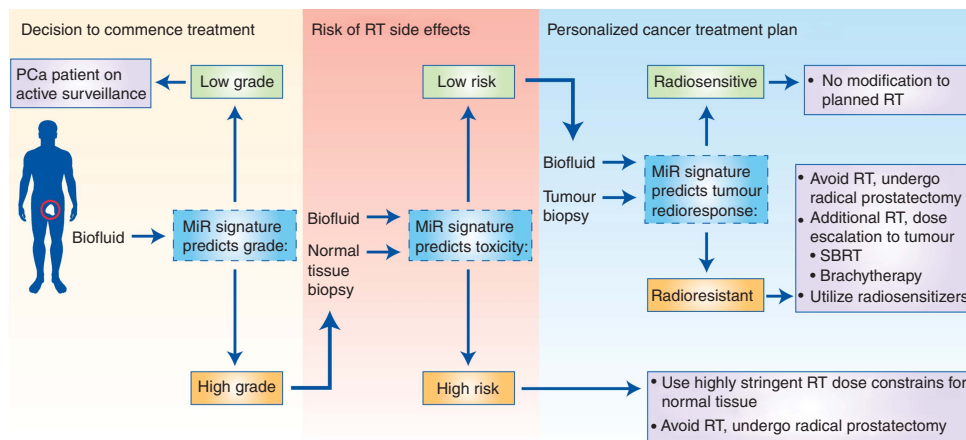 Decision to commence treatment
PCa patient on
active surveillance
Low grade
Biofluid
MiR signature
predicts grade:
High grade
Risk of RT side effects
Low risk
Biofluid
Normal
tissue
biopsy
MiR signature
predicts toxicity:
High risk
Personalized cancer treatment plan
Radiosensitive
• No modification to
planned RT
Biofluid
Tumour
biopsy
MiR signature
predicts tumour
redioresponse:
• Avoid RT, undergo
radical prostatectomy
• Additional RT, dose
escalation to tumour
• SBRT
• Brachytherapy
• Utilize radiosensitizers
Radioresistant
• Use highly stringent RT dose constrains for
normal tissue
• Avoid RT, undergo radical prostatectomy